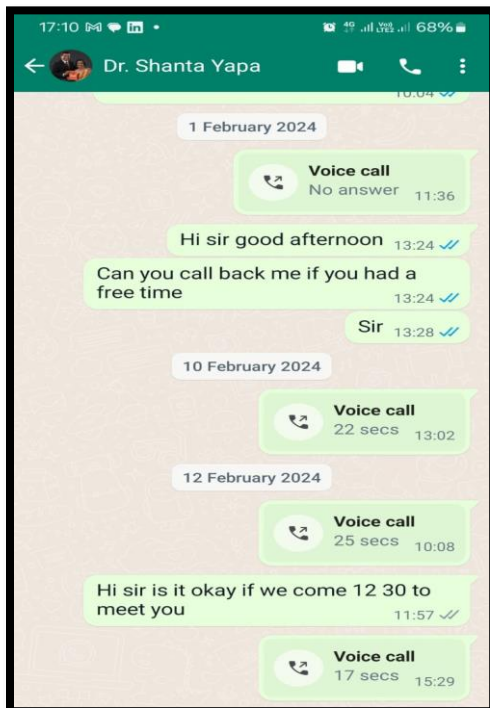 17:10
68%
Dr. Shanta Yapa
10:04
1 February 2024
Voice call
No answer 11:36
Hi sir good afternoon 13:24
Can you call back me if you had a
free time
13:24
Sir 13:28
10 February 2024
Voice call
22 secs 13:02
12 February 2024
Voice call
25 secs 10:08
Hi sir is it okay if we come 12 30 to
meet you
11:57
Voice call
17 secs 15:29